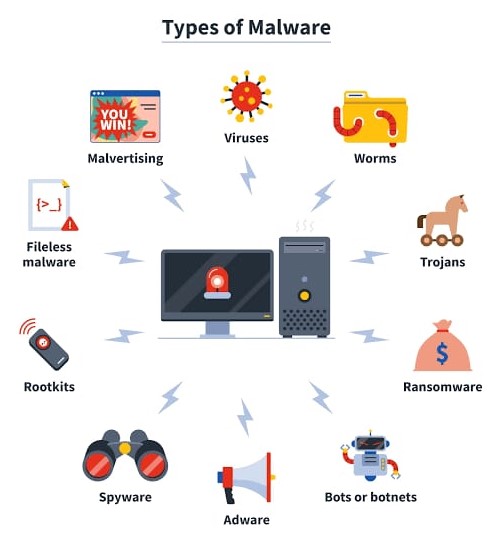 Types of Malware
YOU
WIN!
Viruses
Malvertising
Worms
{>_}
Fileless
malware
Trojans
$
Rootkits
Ransomware
Spyware
Bots or botnets
Adware